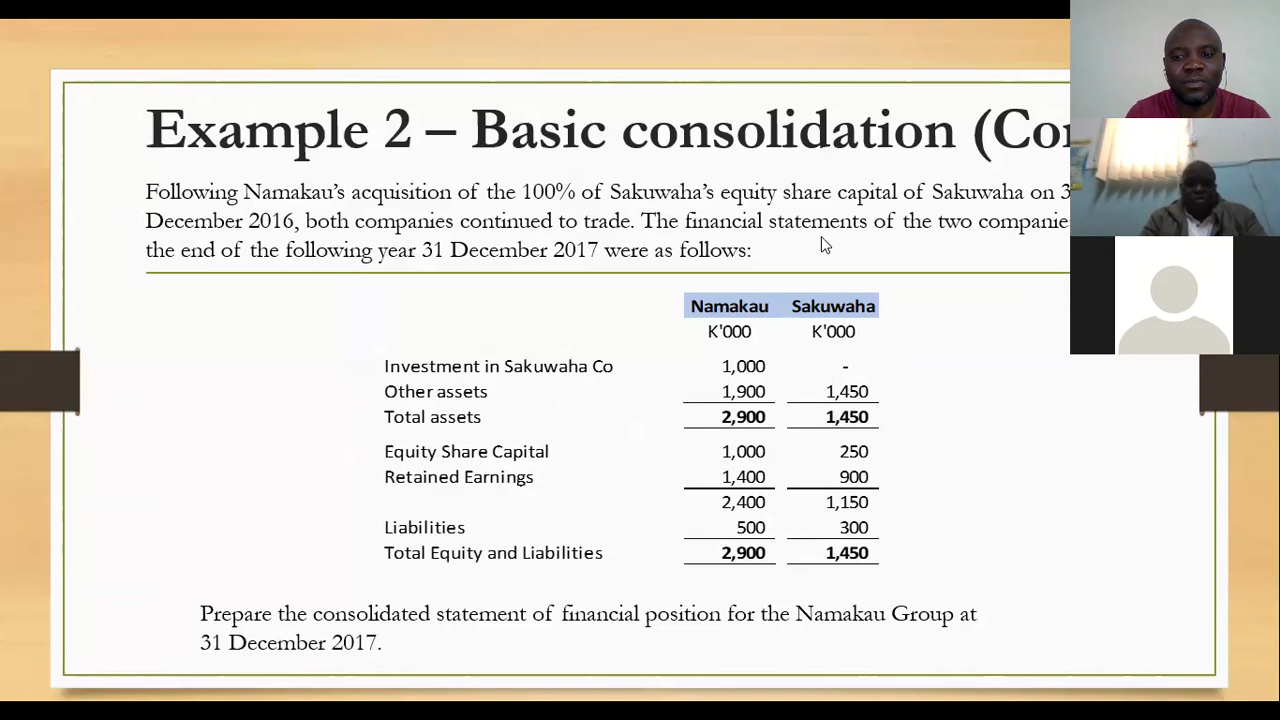 Example 2 – Basic consolidation (Co
Following Namakau's acquisition of the 100% of Sakuwaha's equity share capital of Sakuwaha on 3
December 2016, both companies continued to trade. The financial statements of the two companie
the end of the following year 31 December 2017 were as follows:
Namakau Sakuwaha
K'000 K'000
Investment in Sakuwaha Co 1,000 -
Other assets 1,900 1,450
Total assets 2,900 1,450
Equity Share Capital 1,000 250
Retained Earnings 1,400 900
2,400 1,150
Liabilities 500 300
Total Equity and Liabilities 2,900 1,450
Prepare the consolidated statement of financial position for the Namakau Group at
31 December 2017.